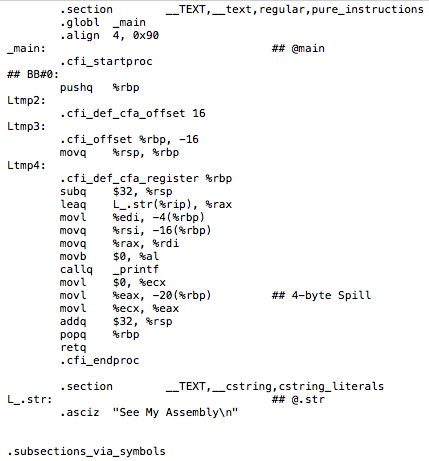 .section __TEXT,__text,regular,pure_instructions
.globl _main
.align 4, 0x90
_main: ## @main
.cfi_startproc
## BB#0:
pushq %rbp
Ltmp2:
.cfi_def_cfa_offset 16
Ltmp3:
.cfi_offset %rbp, -16
movq %rsp, %rbp
Ltmp4:
.cfi_def_cfa_register %rbp
subq $32, %rsp
leaq L_.str(%rip), %rax
movl %edi, -4(%rbp)
movq %rsi, -16(%rbp)
movq %rax, %rdi
movb $0, %al
callq _printf
movl $0, %ecx
movl %eax, -20(%rbp) ## 4-byte Spill
movl %ecx, %eax
addq $32, %rsp
popq %rbp
retq
.cfi_endproc
.section __TEXT,__cstring,cstring_literals
L_.str: ## @.str
.asciz "See My Assembly\n"
.subsections_via_symbols